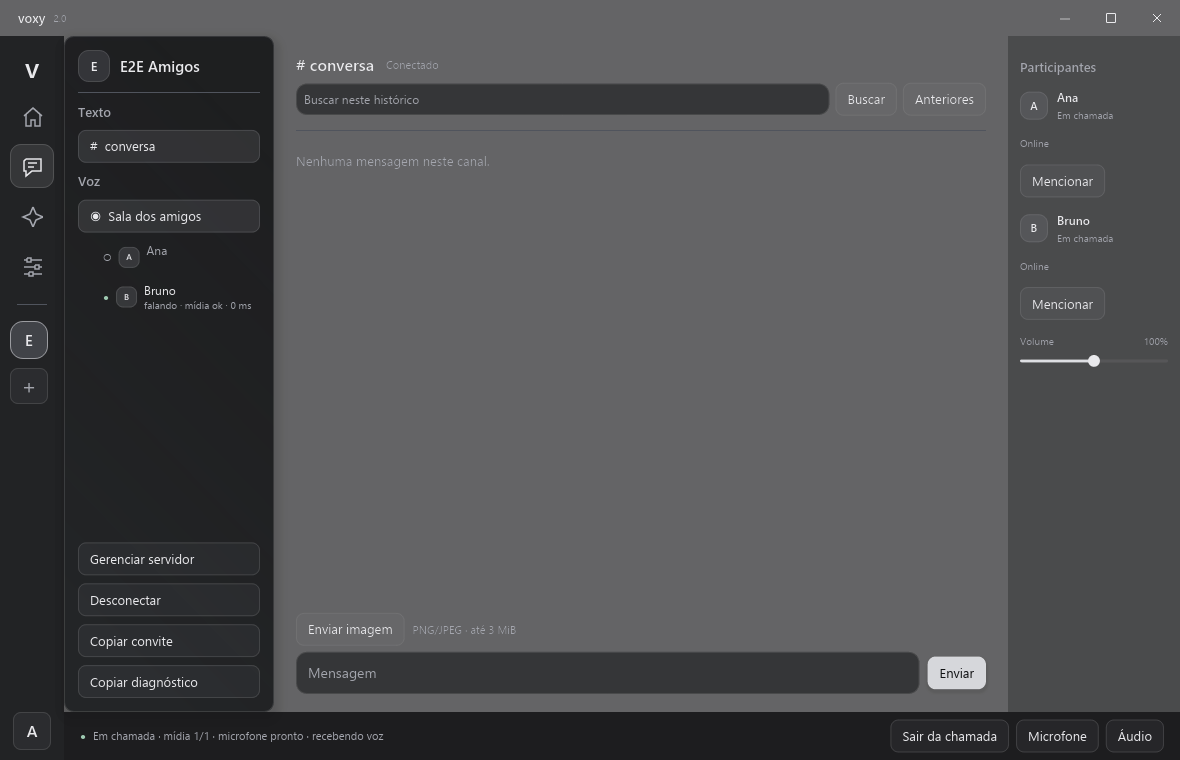 voxy 2.0
V
E
+
A
E E2E Amigos
Texto
# conversa
Voz
Sala dos amigos
A Ana
B Bruno
falando · mídia ok · 0 ms
Gerenciar servidor
Desconectar
Copiar convite
Copiar diagnóstico
# conversa Conectado
Buscar neste histórico Buscar Anteriores
Nenhuma mensagem neste canal.
Enviar imagem PNG/JPEG · até 3 MiB
Mensagem Enviar
Participantes
A Ana
Em chamada
Online
Mencionar
B Bruno
Em chamada
Online
Mencionar
Volume 100%
Em chamada · mídia 1/1 · microfone pronto · recebendo voz
Sair da chamada Microfone Áudio